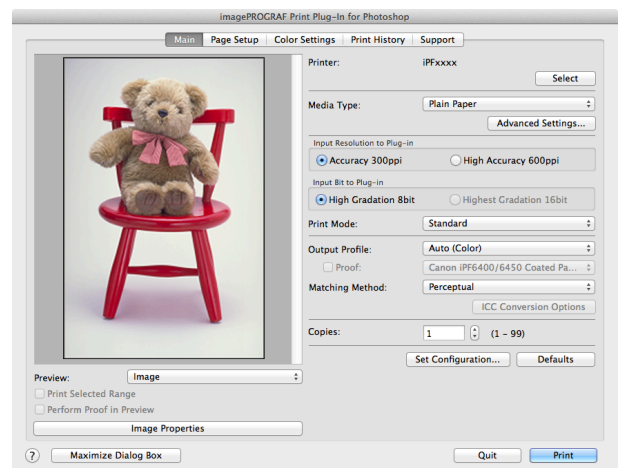 imagePROGRAF Print Plug-In for Photoshop
Main Page Setup Color Settings Print History Support
Printer: iPFxxxx
Select
Media Type: Plain Paper
Advanced Settings...
Input Resolution to Plug-in
Accuracy 300ppi High Accuracy 600ppi
Input Bit to Plug-in
High Gradation 8bit Highest Gradation 16bit
Print Mode: Standard
Output Profile: Auto (Color)
Proof: Canon iPF6400/6450 Coated Pa...
Matching Method: Perceptual
ICC Conversion Options
Copies: 1 (1 - 99)
Set Configuration... Defaults
Preview: Image
Print Selected Range
Perform Proof in Preview
Image Properties
? Maximize Dialog Box Quit Print